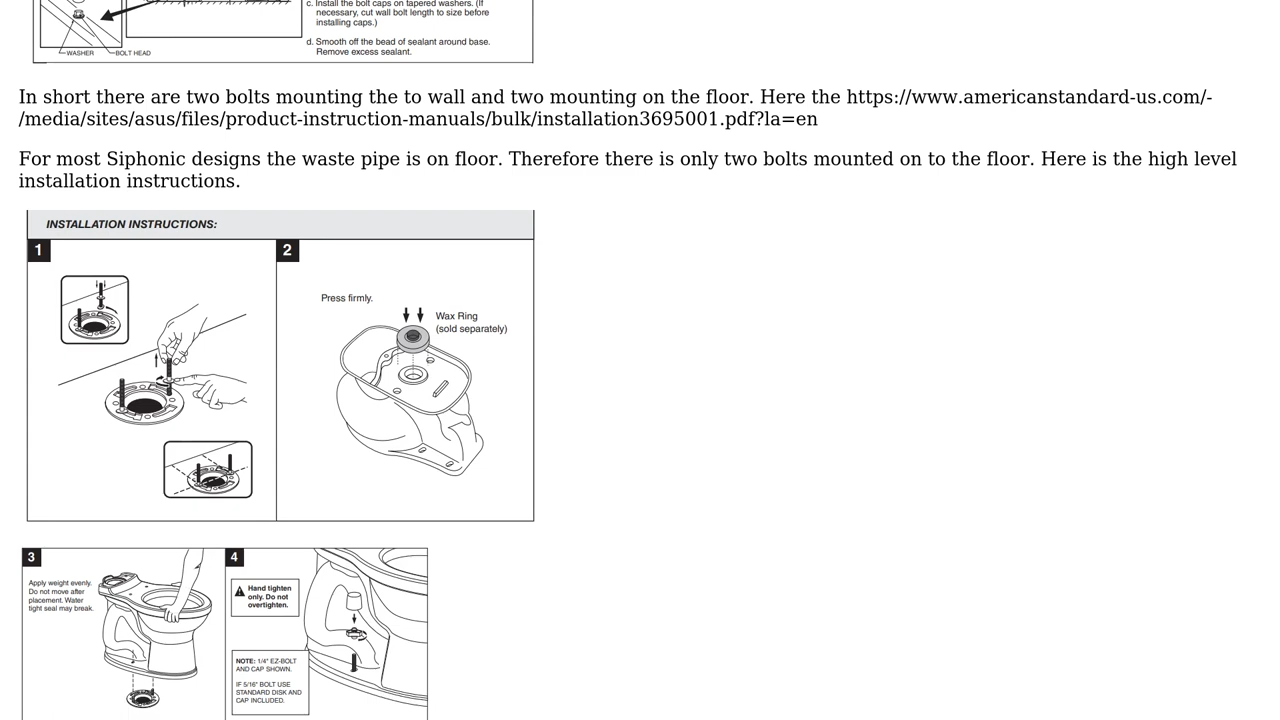 c. Install the bolt caps on tapered washers. (If
necessary, cut wall bolt length to size before
installing caps.)
d. Smooth off the bead of sealant around base.
Remove excess sealant.
WASHER
BOLT HEAD
In short there are two bolts mounting the to wall and two mounting on the floor. Here the https://www.americanstandard-us.com/-
/media/sites/asus/files/product-instruction-manuals/bulk/installation3695001.pdf?la=en
For most Siphonic designs the waste pipe is on floor. Therefore there is only two bolts mounted on to the floor. Here is the high level
installation instructions.
INSTALLATION INSTRUCTIONS:
1
2
Press firmly.
Wax Ring
(sold separately)
3
Apply weight evenly.
Do not move after
placement. Water
tight seal may break.
4
Hand tighten
only. Do not
overtighten.
NOTE: 1/4" EZ-BOLT
AND CAP SHOWN.
IF 5/16" BOLT USE
STANDARD DISK AND
CAP INCLUDED.